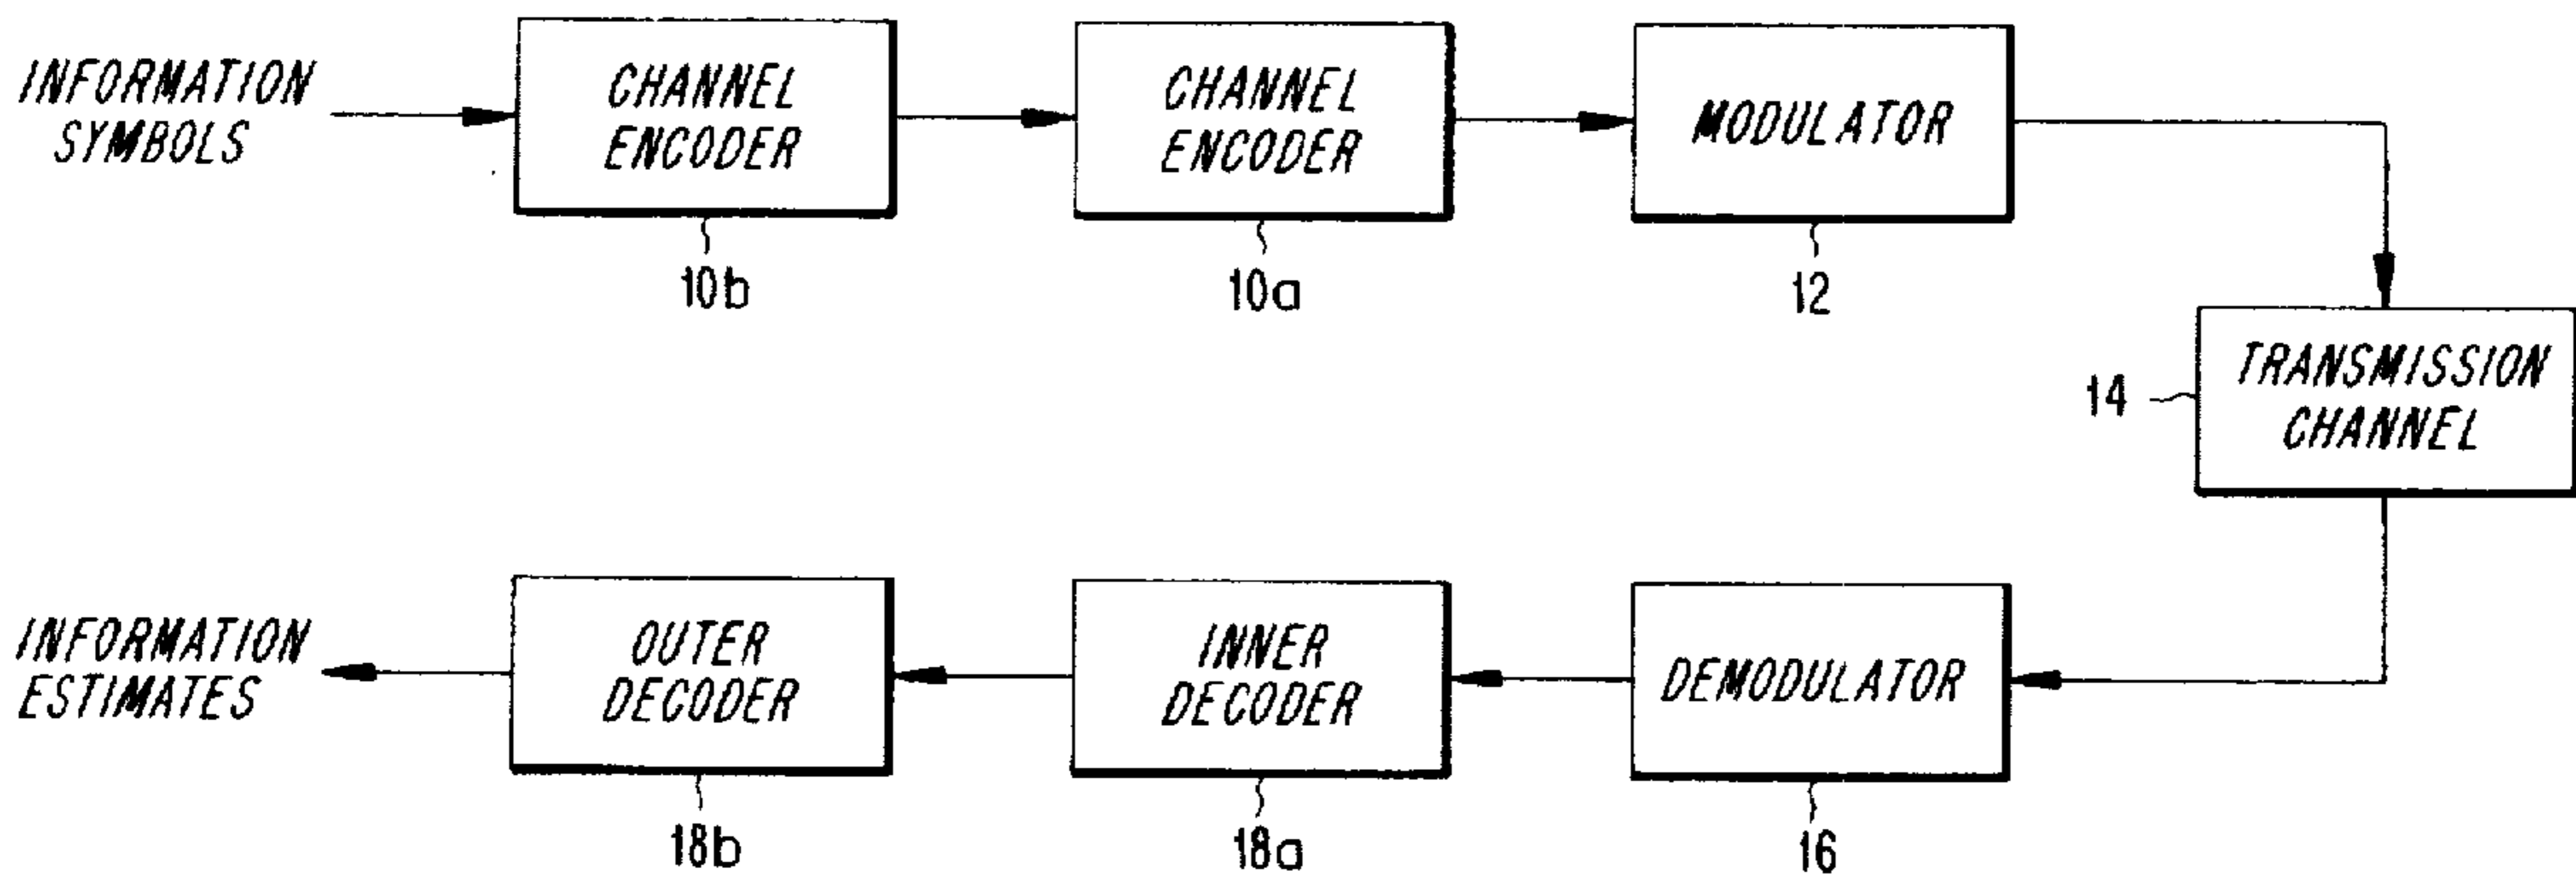 INFORMATION
SYMBOLS
CHANNEL
ENCODER
10b
CHANNEL
ENCODER
10a
MODULATOR
12
TRANSMISSION
CHANNEL
14
DEMODULATOR
16
INNER
DECODER
18a
OUTER
DECODER
18b
INFORMATION
ESTIMATES